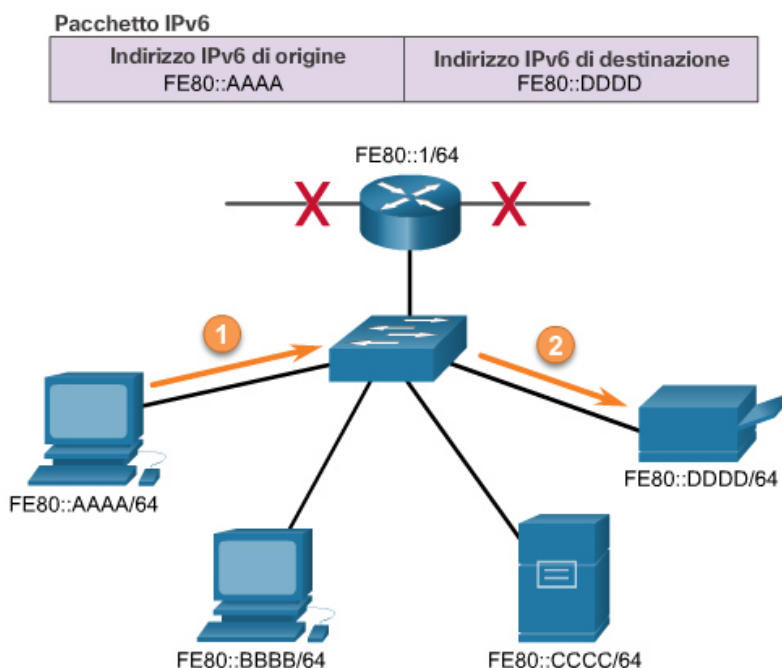 Pacchetto IPv6
Indirizzo IPv6 di origine
FE80::AAAA
Indirizzo IPv6 di destinazione
FE80::DDDD
FE80::1/64
X
X
1
2
FE80::AAAA/64
FE80::DDDD/64
FE80::BBBB/64
FE80::CCCC/64